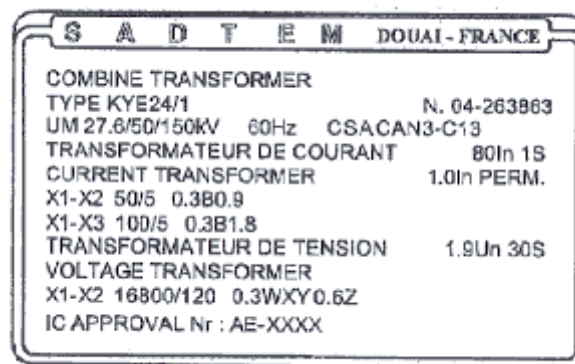 SADTEM DOUAI - FRANCE
COMBINE TRANSFORMER
TYPE KYE24/1 N. 04-263863
UM 27.6/50/150kV 60Hz CSACAN3-C13
TRANSFORMATEUR DE COURANT 80In 1S
CURRENT TRANSFORMER 1.0In PERM.
X1-X2 50/5 0.3B0.9
X1-X3 100/5 0.3B1.8
TRANSFORMATEUR DE TENSION 1.9Un 30S
VOLTAGE TRANSFORMER
X1-X2 16800/120 0.3WXY0.6Z
IC APPROVAL Nr : AE-XXXX